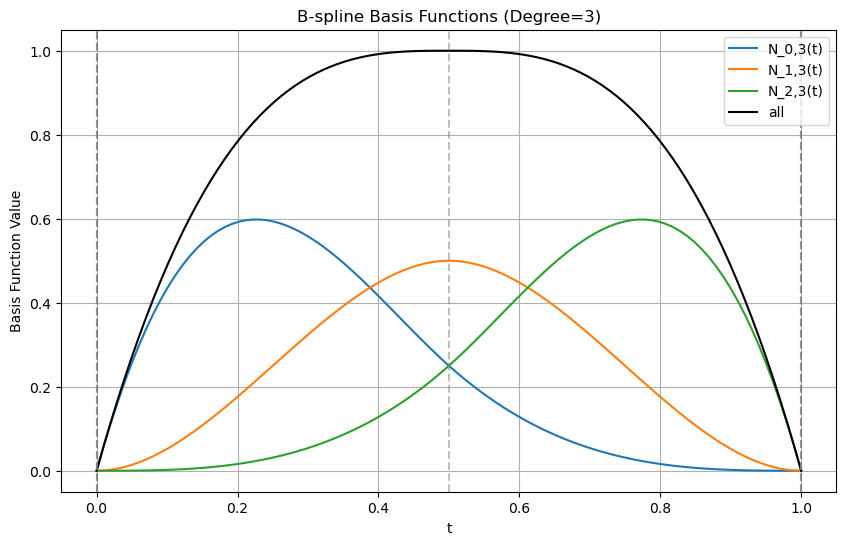 B-spline Basis Functions (Degree=3)
N_0,3(t)
N_1,3(t)
N_2,3(t)
all
1.0
0.8
0.6
0.4
0.2
0.0
Basis Function Value
0.0 0.2 0.4 0.6 0.8 1.0
t